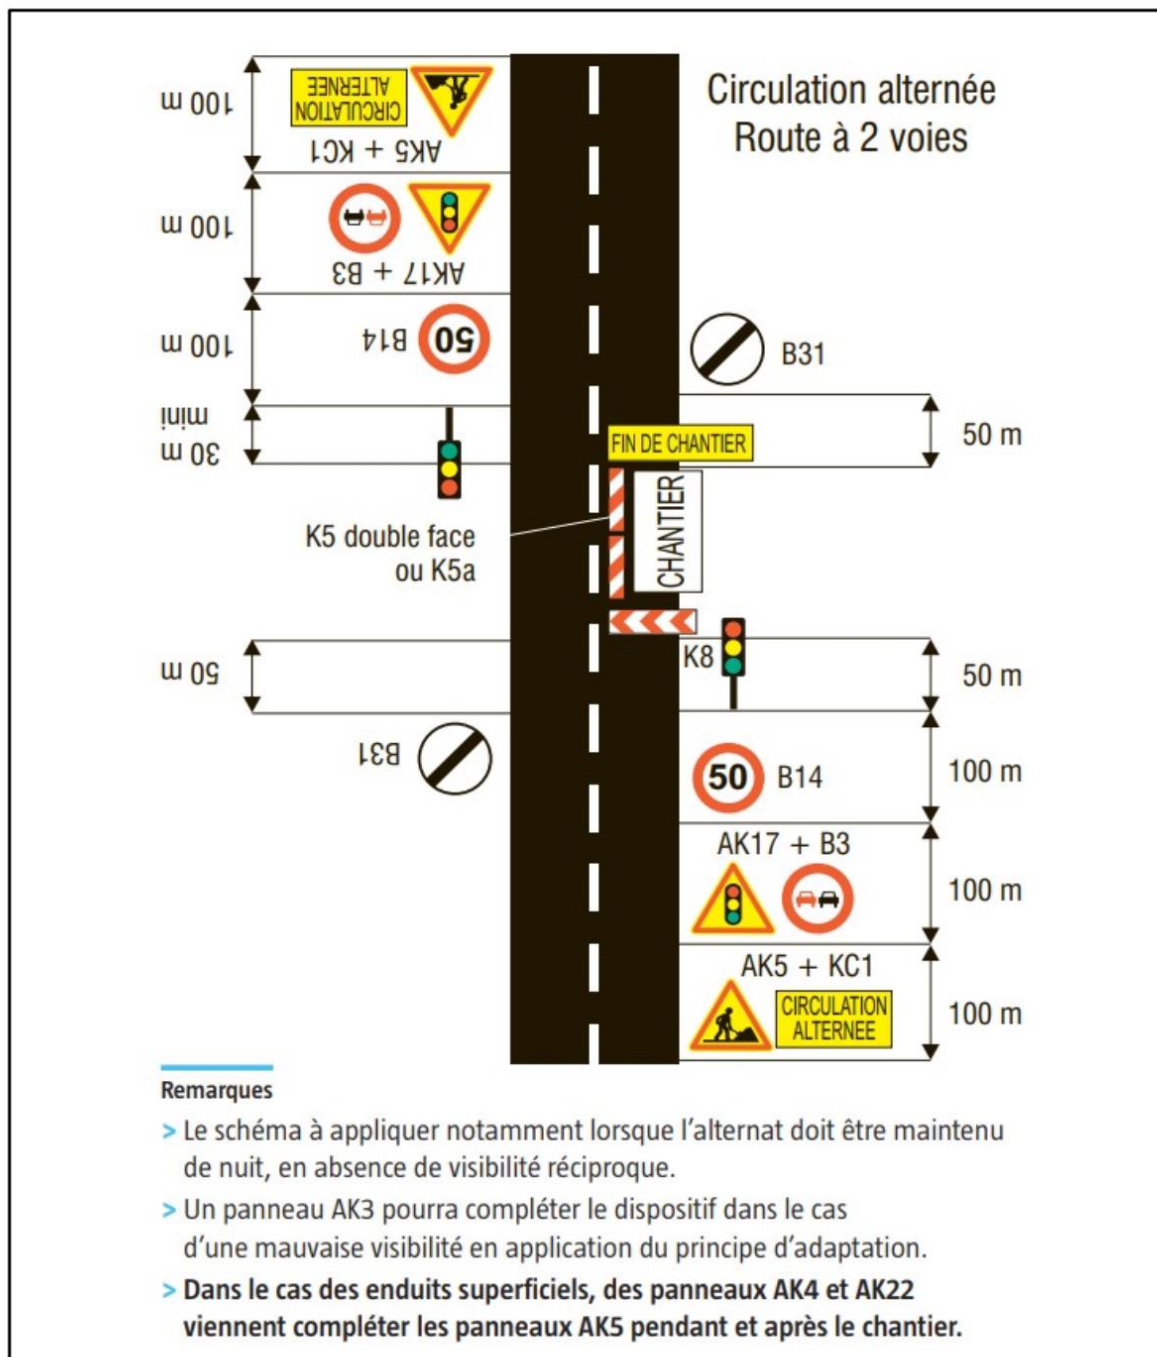 Circulation alternée
Route à 2 voies
100 m
CIRCULATION
ALTERNEE
AK5 + KC1
100 m
AK17 + B3
100 m
B14
50
B31
30 m
mini
50 m
FIN DE CHANTIER
CHANTIER
K5 double face
ou K5a
K8
50 m
50 m
B31
50
B14
100 m
AK17 + B3
100 m
AK5 + KC1
CIRCULATION
ALTERNEE
100 m
Remarques
> Le schéma à appliquer notamment lorsque l'alternat doit être maintenu
de nuit, en absence de visibilité réciproque.
> Un panneau AK3 pourra compléter le dispositif dans le cas
d'une mauvaise visibilité en application du principe d'adaptation.
> Dans le cas des enduits superficiels, des panneaux AK4 et AK22
viennent compléter les panneaux AK5 pendant et après le chantier.